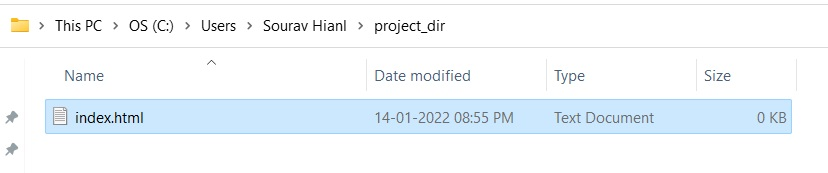 This PC > OS (C:) > Users > Sourav Hianl > project_dir
Name Date modified Type Size
index.html 14-01-2022 08:55 PM Text Document 0 KB